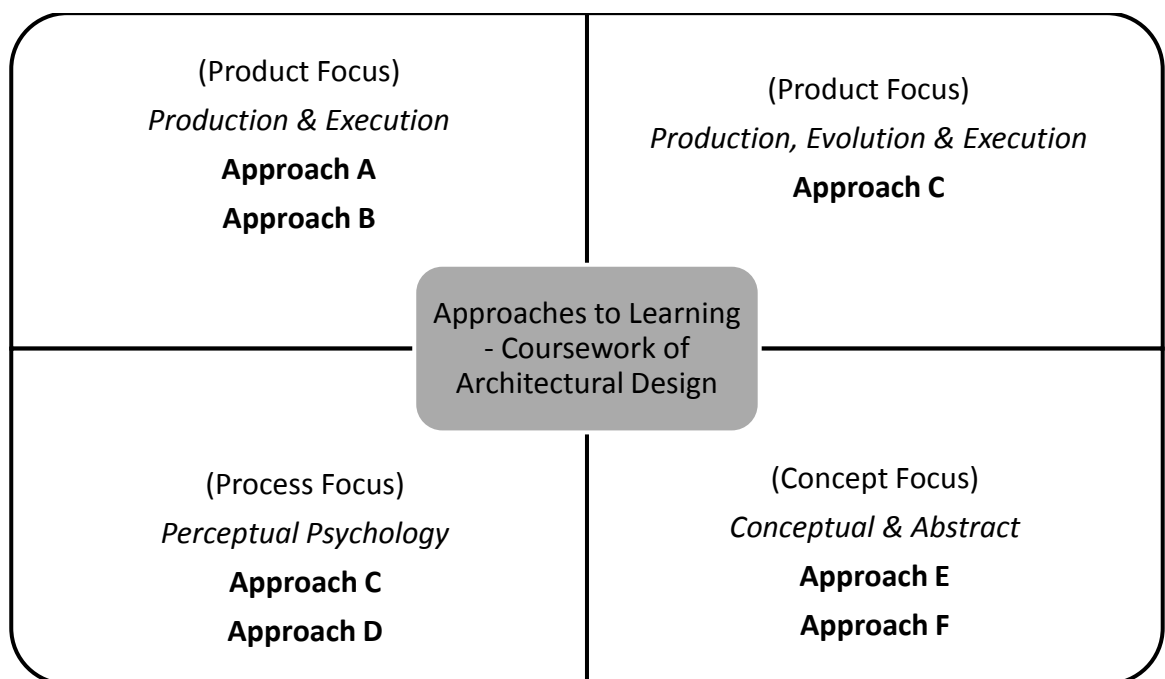 (Product Focus)
Production & Execution
Approach A
Approach B
(Product Focus)
Production, Evolution & Execution
Approach C
Approaches to Learning
- Coursework of
Architectural Design
(Process Focus)
Perceptual Psychology
Approach C
Approach D
(Concept Focus)
Conceptual & Abstract
Approach E
Approach F